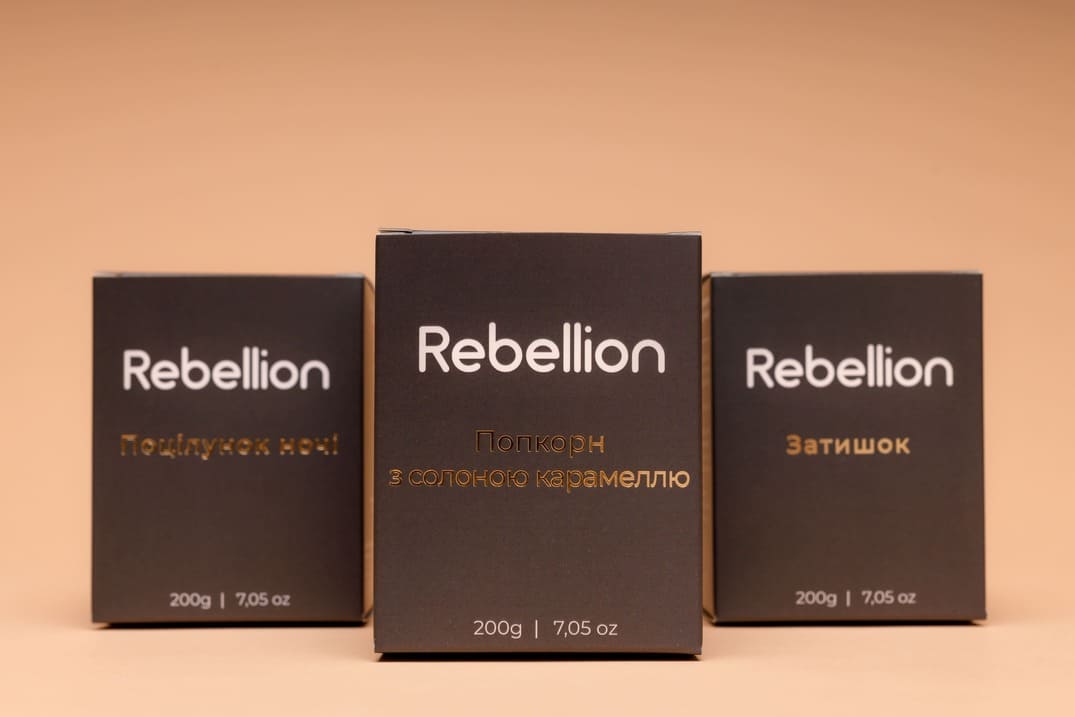 Rebellion
Поцілунок ночі
200g | 7,05 oz
Rebellion
Попкорн
з солоною карамеллю
200g | 7,05 oz
Rebellion
Затишок
200g | 7,05 oz